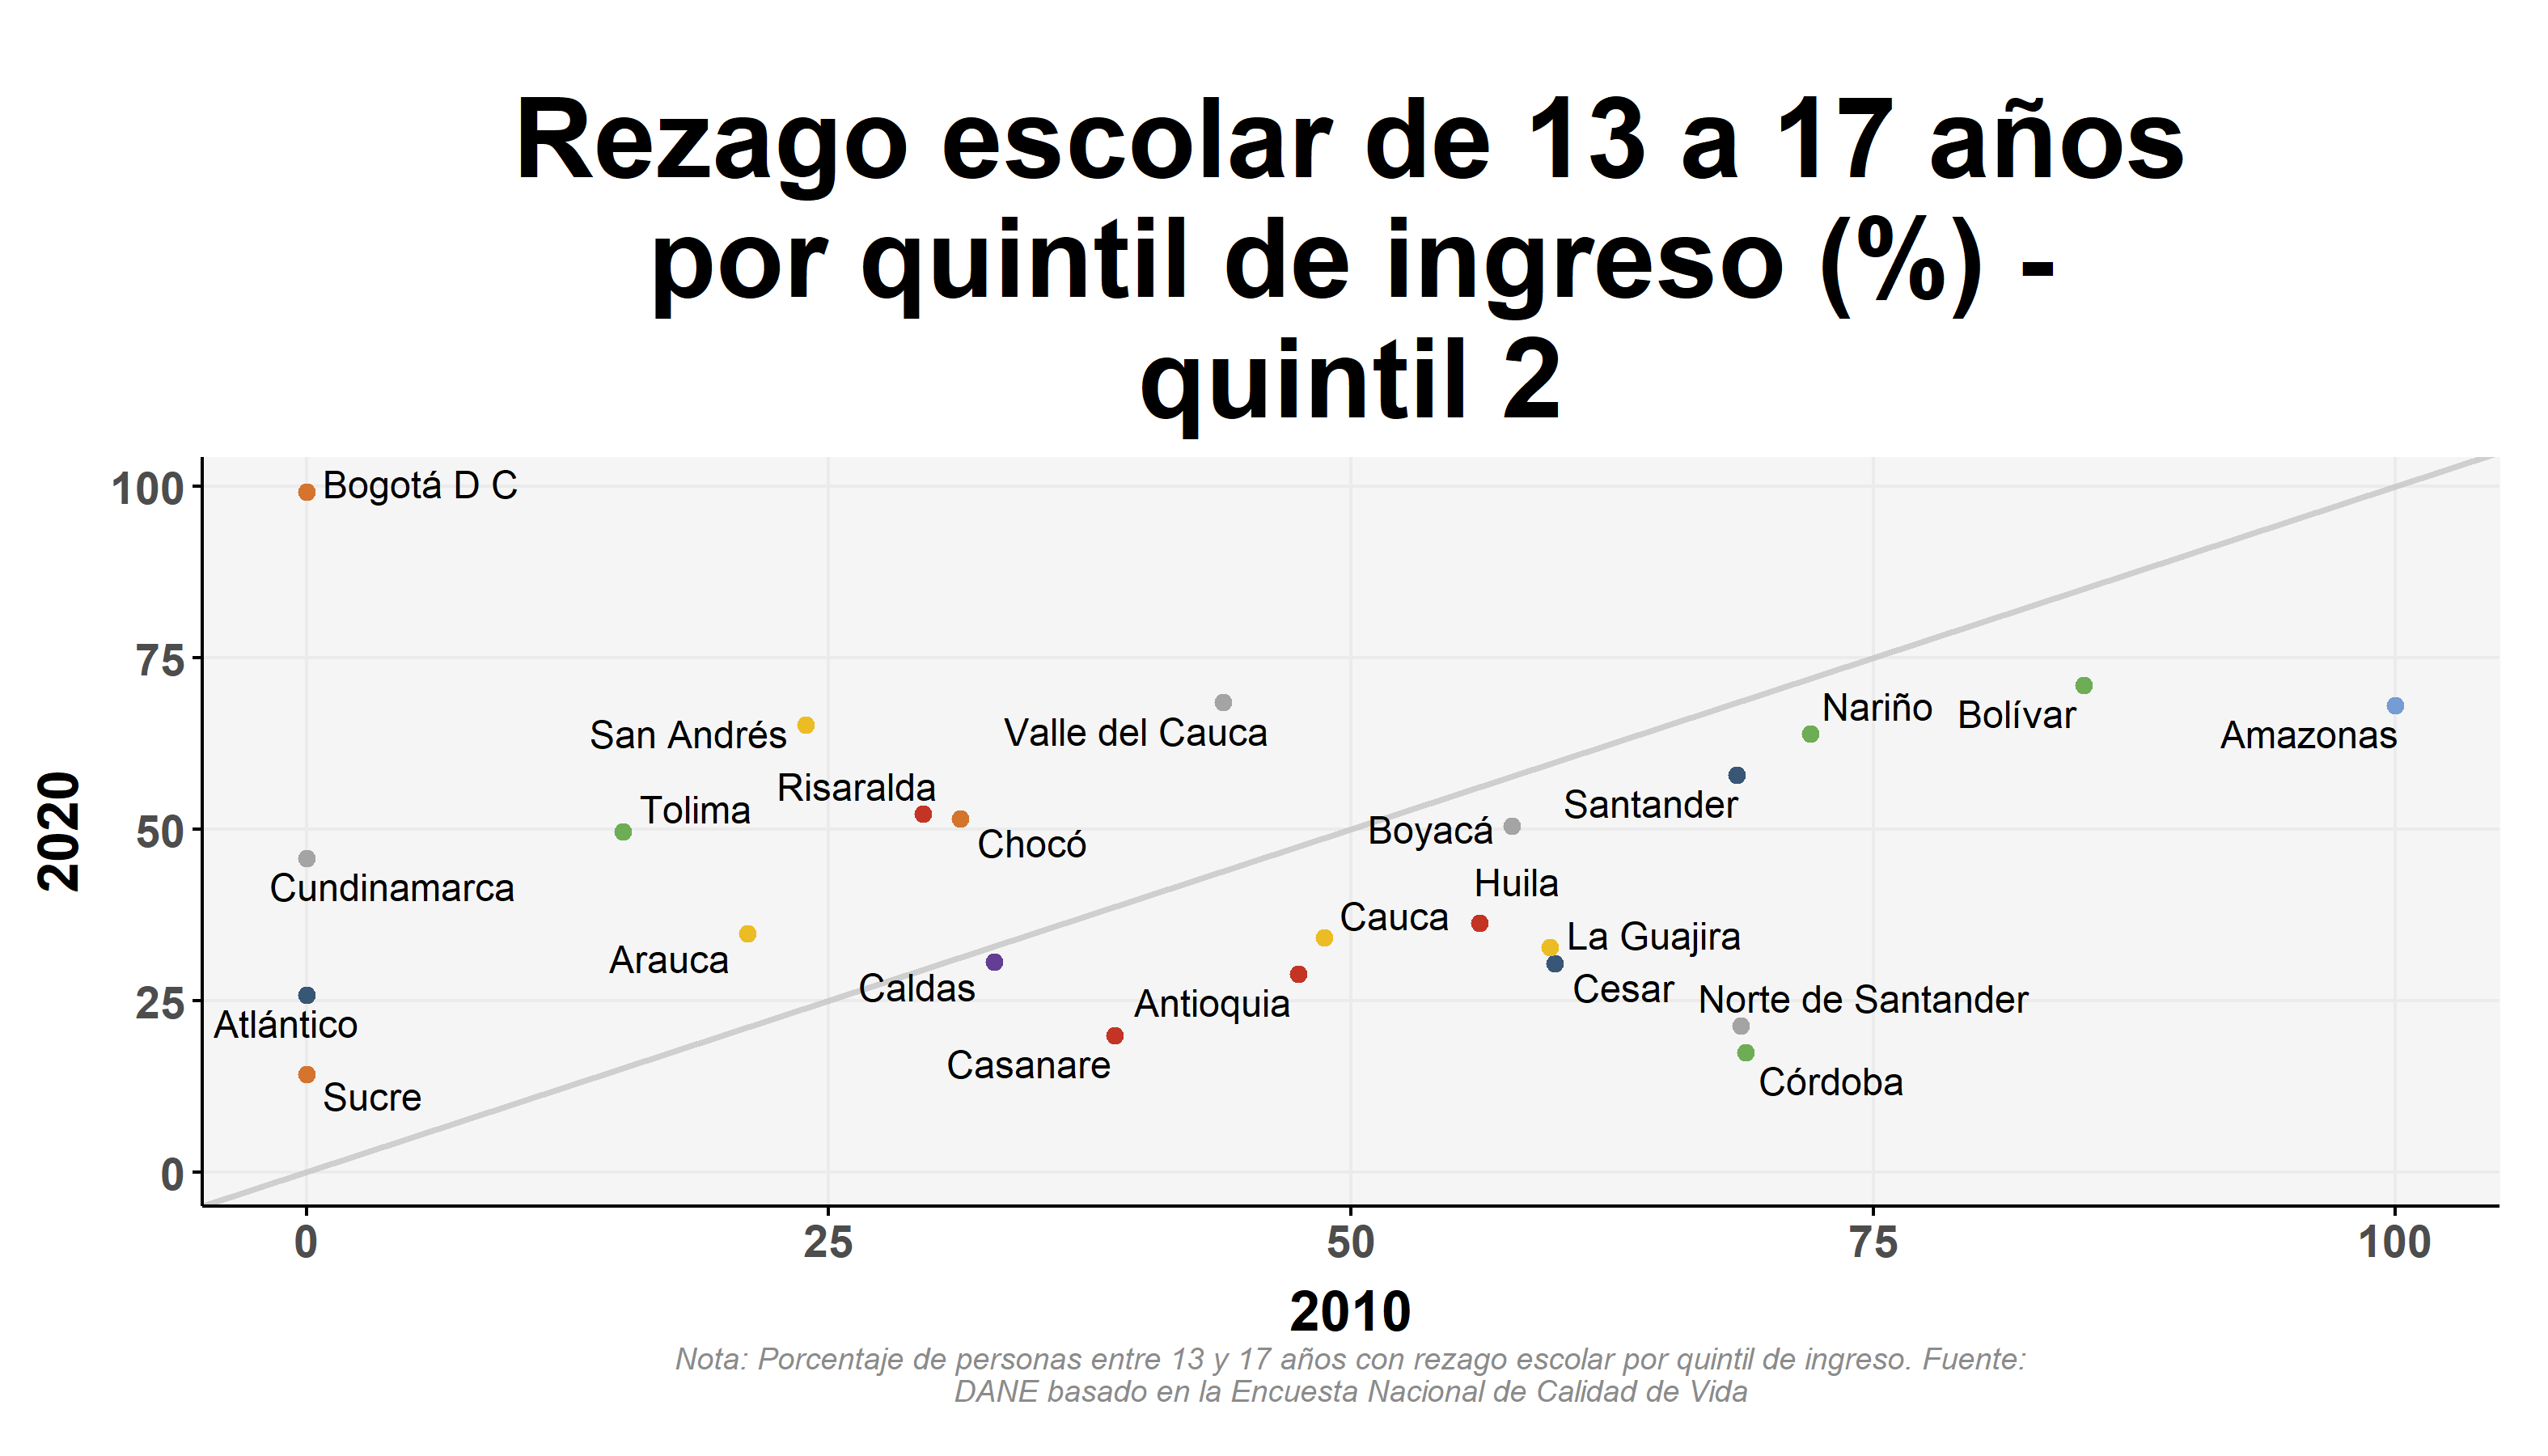 Rezago escolar de 13 a 17 años
por quintil de ingreso (%) -
quintil 2
100
75
50
25
0
2020
Bogotá D C
San Andrés
Valle del Cauca
Nariño
Bolívar
Amazonas
Risaralda
Tolima
Santander
Chocó
Boyacá
Cundinamarca
Huila
Cauca
La Guajira
Arauca
Caldas
Cesar
Antioquia
Norte de Santander
Atlántico
Casanare
Córdoba
Sucre
0
25
50
75
100
2010
Nota: Porcentaje de personas entre 13 y 17 años con rezago escolar por quintil de ingreso. Fuente:
DANE basado en la Encuesta Nacional de Calidad de Vida